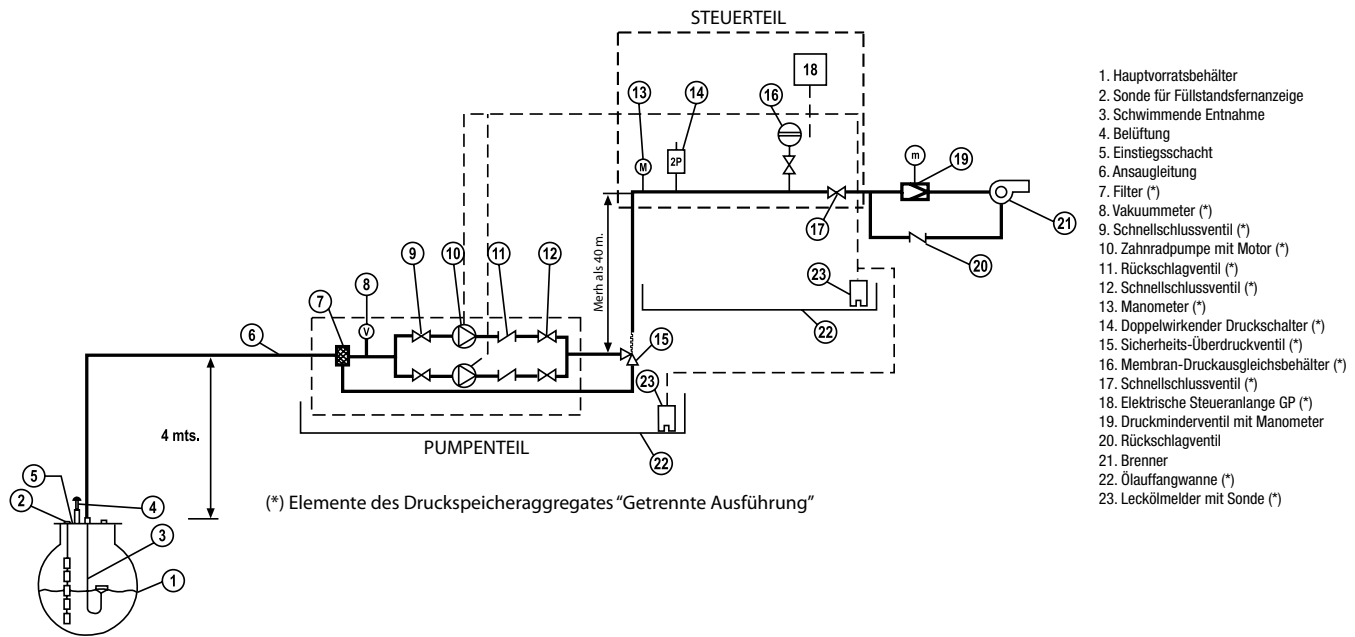 STEUERTEIL
18
13
14
16
M
2P
m
19
17
21
20
Merh als 40 m.
9
10
11
12
8
7
V
6
15
23
22
23
4 mts.
PUMPENTEIL
22
5
2
4
(*) Elemente des Druckspeicheraggregates “Getrennte Ausführung”
3
1
1. Hauptvorratsbehälter
2. Sonde für Füllstandsfernanzeige
3. Schwimmende Entnahme
4. Belüftung
5. Einstiegsschacht
6. Ansaugleitung
7. Filter (*)
8. Vakuummeter (*)
9. Schnellschlussventil (*)
10. Zahnradpumpe mit Motor (*)
11. Rückschlagventil (*)
12. Schnellschlussventil (*)
13. Manometer (*)
14. Doppelwirkender Druckschalter (*)
15. Sicherheits-Überdruckventil (*)
16. Membran-Druckausgleichsbehälter (*)
17. Schnellschlussventil (*)
18. Elektrische Steueranlange GP (*)
19. Druckminderventil mit Manometer
20. Rückschlagventil
21. Brenner
22. Ölauffangwanne (*)
23. Leckölmelder mit Sonde (*)